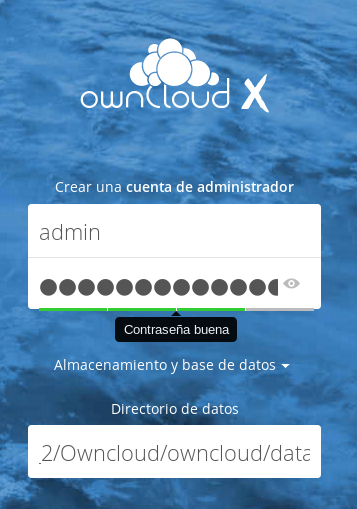 ownCloud X
Crear una cuenta de administrador
admin
Contraseña buena
Almacenamiento y base de datos
Directorio de datos
2/Owncloud/owncloud/data